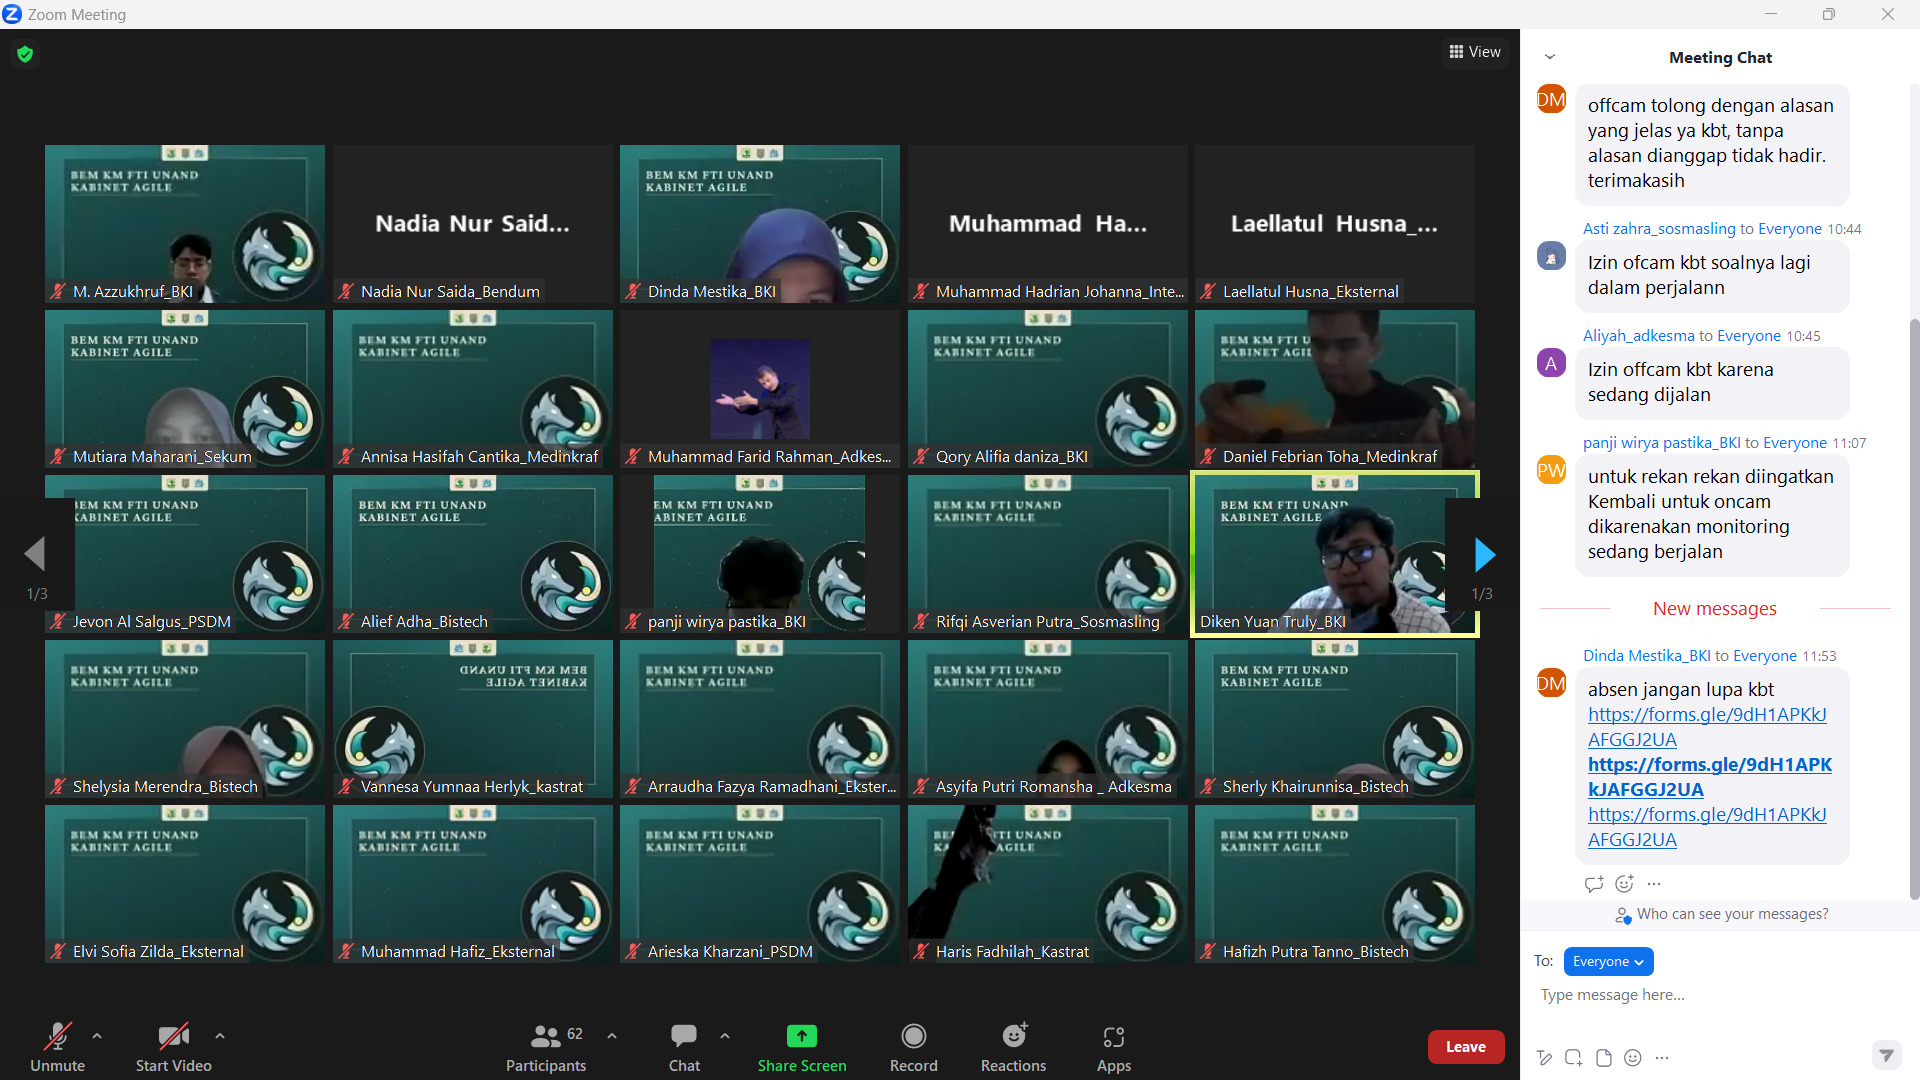 Zoom Meeting
View
BEM KM FTI UNAND
KABINET AGILE
M. Azzukhruf_BKI
Nadia Nur Said...
Nadia Nur Saida_Bendum
BEM KM FTI UNAND
KABINET AGILE
Dinda Mestika_BKI
Muhammad Ha...
Muhammad Hadrian Johanna_Inte...
Laellatul Husna_...
Laellatul Husna_Eksternal
BEM KM FTI UNAND
KABINET AGILE
Mutiara Maharani_Sekum
BEM KM FTI UNAND
KABINET AGILE
Annisa Hasifah Cantika_Medinkraf
Muhammad Farid Rahman_Adkes...
BEM KM FTI UNAND
KABINET AGILE
Qory Alifia daniza_BKI
BEM KM FTI
KABINET AGIL
Daniel Febrian Toha_Medinkraf
BEM KM FTI UNAND
KABINET AGILE
Jevon Al Salgus_PSDM
BEM KM FTI UNAND
KABINET AGILE
Alief Adha_Bistech
EM KM FTI UNAND
ABINET AGILE
panji wirya pastika_BKI
BEM KM FTI UNAND
KABINET AGILE
Rifqi Asverian Putra_Sosmasling
BEM KM FTI UNAND
KABINET AGIL
Diken Yuan Truly_BKI
1/3
1/3
BEM KM FTI UNAND
KABINET AGILE
Shelysia Merendra_Bistech
BEM KM FTI UNAND
KABINET AGILE
Vannesa Yumnaa Herlyk_kastrat
BEM KM FTI UNAND
KABINET AGILE
Arraudha Fazya Ramadhani_Ekster...
BEM KM FTI UNAND
KABINET AGILE
Asyifa Putri Romansha _ Adkesma
BEM KM FTI UNAND
KABINET AGILE
Sherly Khairunnisa_Bistech
BEM KM FTI UNAND
KABINET AGILE
Elvi Sofia Zilda_Eksternal
BEM KM FTI UNAND
KABINET AGILE
Muhammad Hafiz_Eksternal
BEM KM FTI UNAND
KABINET AGILE
Arieska Kharzani_PSDM
FTI UNAND
AGILE
Haris Fadhilah_Kastrat
BEM KM FTI UNAND
KABINET AGILE
Hafizh Putra Tanno_Bistech
Unmute
Start Video
62
Participants
Chat
Share Screen
Record
Reactions
Apps
Leave
Meeting Chat
DM
offcam tolong dengan alasan
yang jelas ya kbt, tanpa
alasan dianggap tidak hadir.
terimakasih
Asti zahra_sosmasling to Everyone 10:44
Izin ofcam kbt soalnya lagi
dalam perjalann
Aliyah_adkesma to Everyone 10:45
A
Izin offcam kbt karena
sedang dijalan
panji wirya pastika_BKI to Everyone 11:07
PW
untuk rekan rekan diingatkan
Kembali untuk oncam
dikarenakan monitoring
sedang berjalan
New messages
Dinda Mestika_BKI to Everyone 11:53
DM
absen jangan lupa kbt
https://forms.gle/9dH1APKkJ
AFGGJ2UA
https://forms.gle/9dH1APK
kJAFGGJ2UA
https://forms.gle/9dH1APKkJ
AFGGJ2UA
Who can see your messages?
To: Everyone
Type message here...